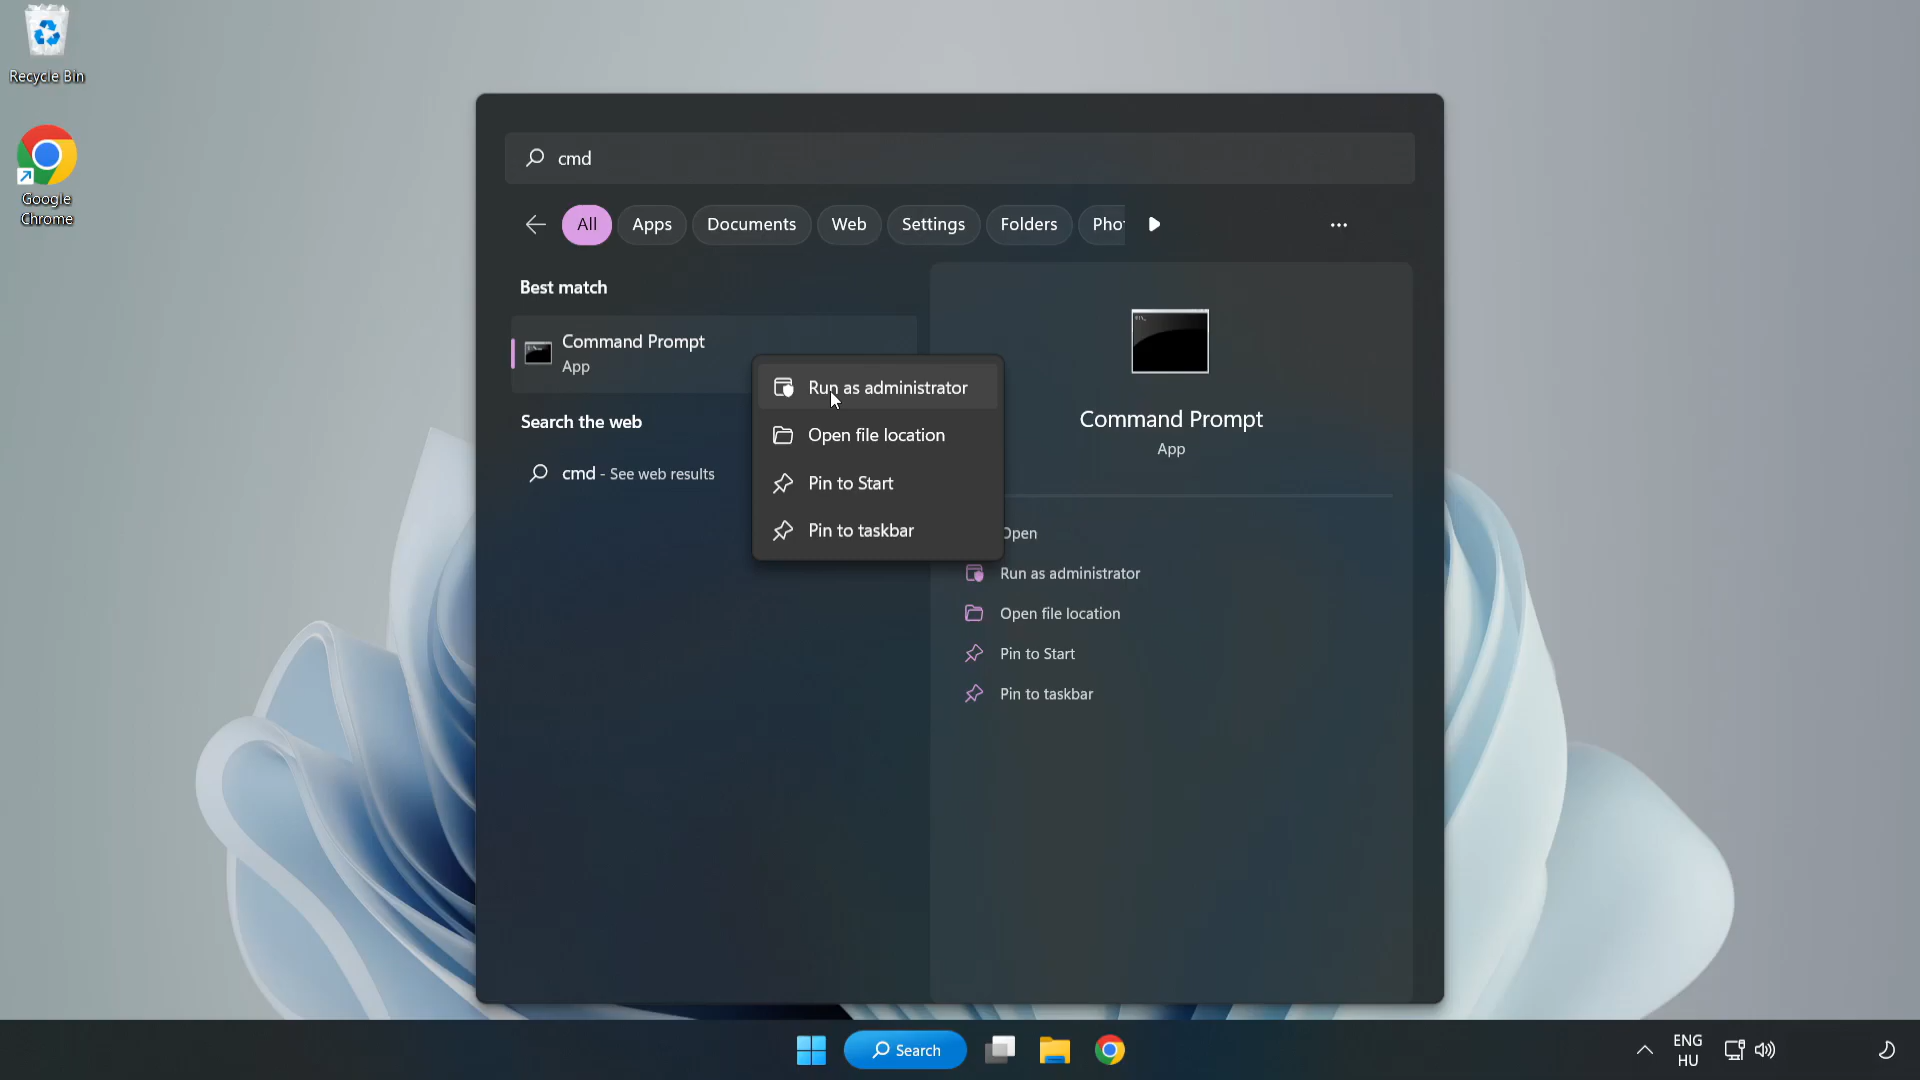 Recycle Bin
Google
Chrome
cmd
All
Apps
Documents
Web
Settings
Folders
Pho
Best match
Command Prompt
App
Search the web
cmd - See web results
Run as administrator
Open file location
Pin to Start
Pin to taskbar
Command Prompt
App
Open
Run as administrator
Open file location
Pin to Start
Pin to taskbar
Search
ENG
HU